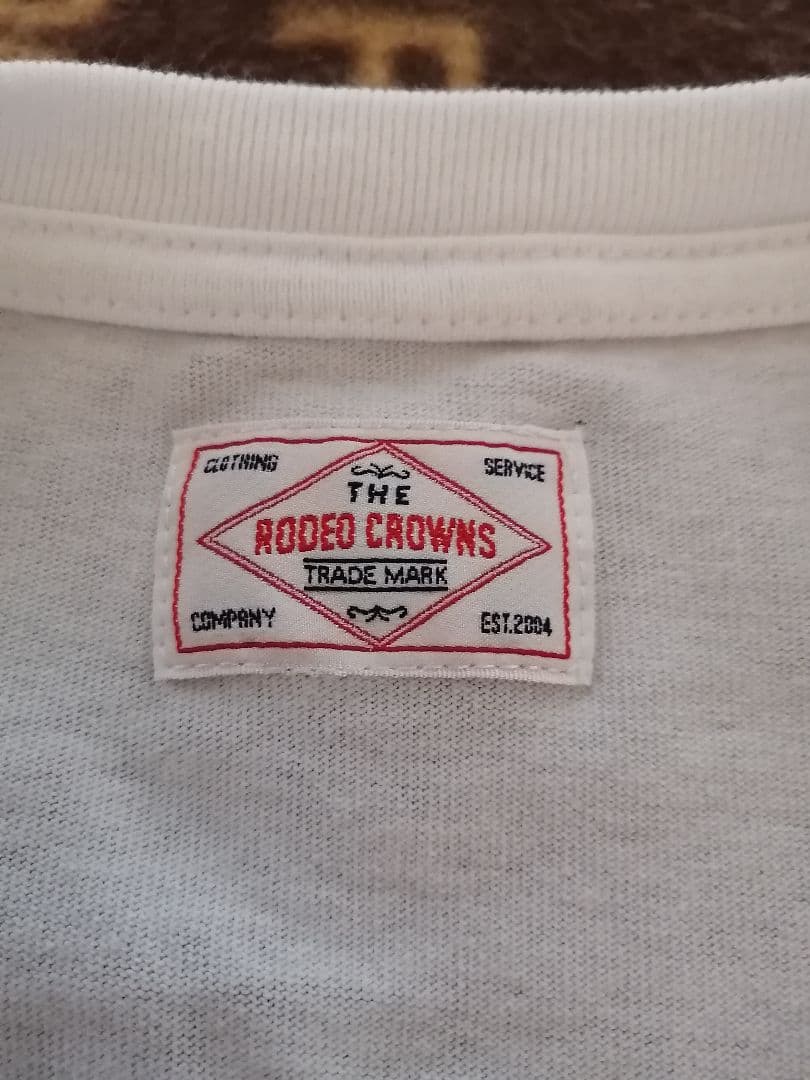 CLOTHING
SERVICE
THE
RODEO CROWNS
TRADE MARK
COMPANY
EST.2004